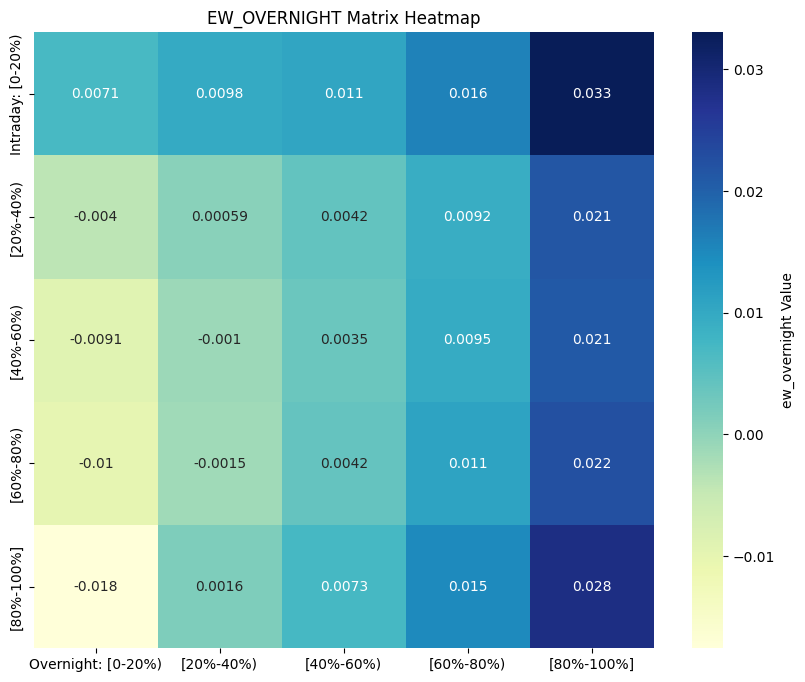 EW_OVERNIGHT Matrix Heatmap
Intraday: [0-20%)
0.0071 0.0098 0.011 0.016 0.033
[20%-40%)
-0.004 0.00059 0.0042 0.0092 0.021
[40%-60%)
-0.0091 -0.001 0.0035 0.0095 0.021
[60%-80%)
-0.01 -0.0015 0.0042 0.011 0.022
[80%-100%]
-0.018 0.0016 0.0073 0.015 0.028
Overnight: [0-20%) [20%-40%) [40%-60%) [60%-80%) [80%-100%]
0.03
0.02
0.01
0.00
−0.01
ew_overnight Value